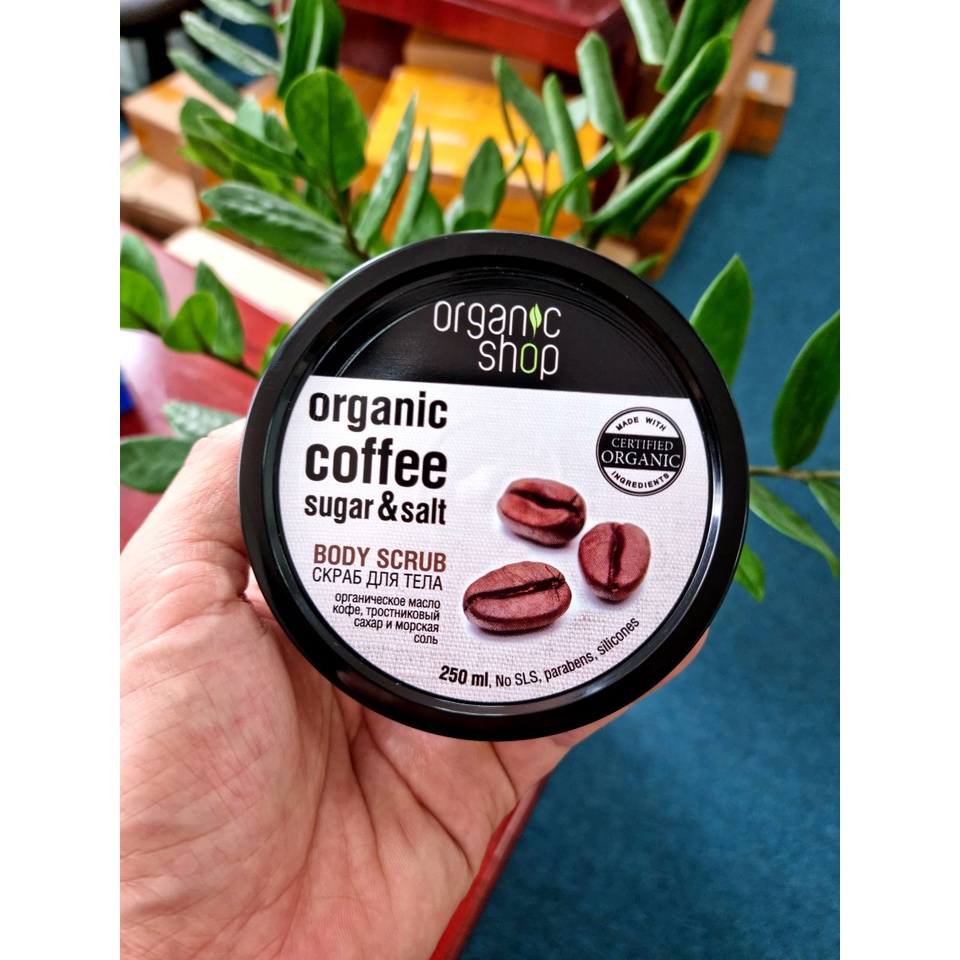 organic
shop
organic
coffee
sugar & salt
MADE WITH
CERTIFIED
ORGANIC
INGREDIENTS
BODY SCRUB
СКРАБ ДЛЯ ТЕЛА
органическое масло
кофе, тростниковый
сахар и морская
соль
250 ml, No SLS, parabens, silicones